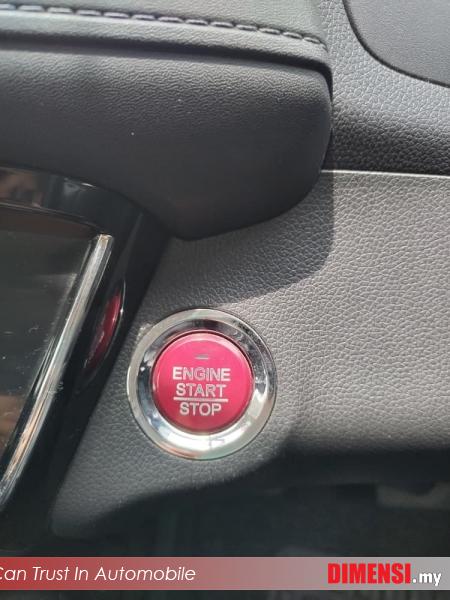 ENGINE
START
STOP
Can Trust In Automobile
DIMENSI.my